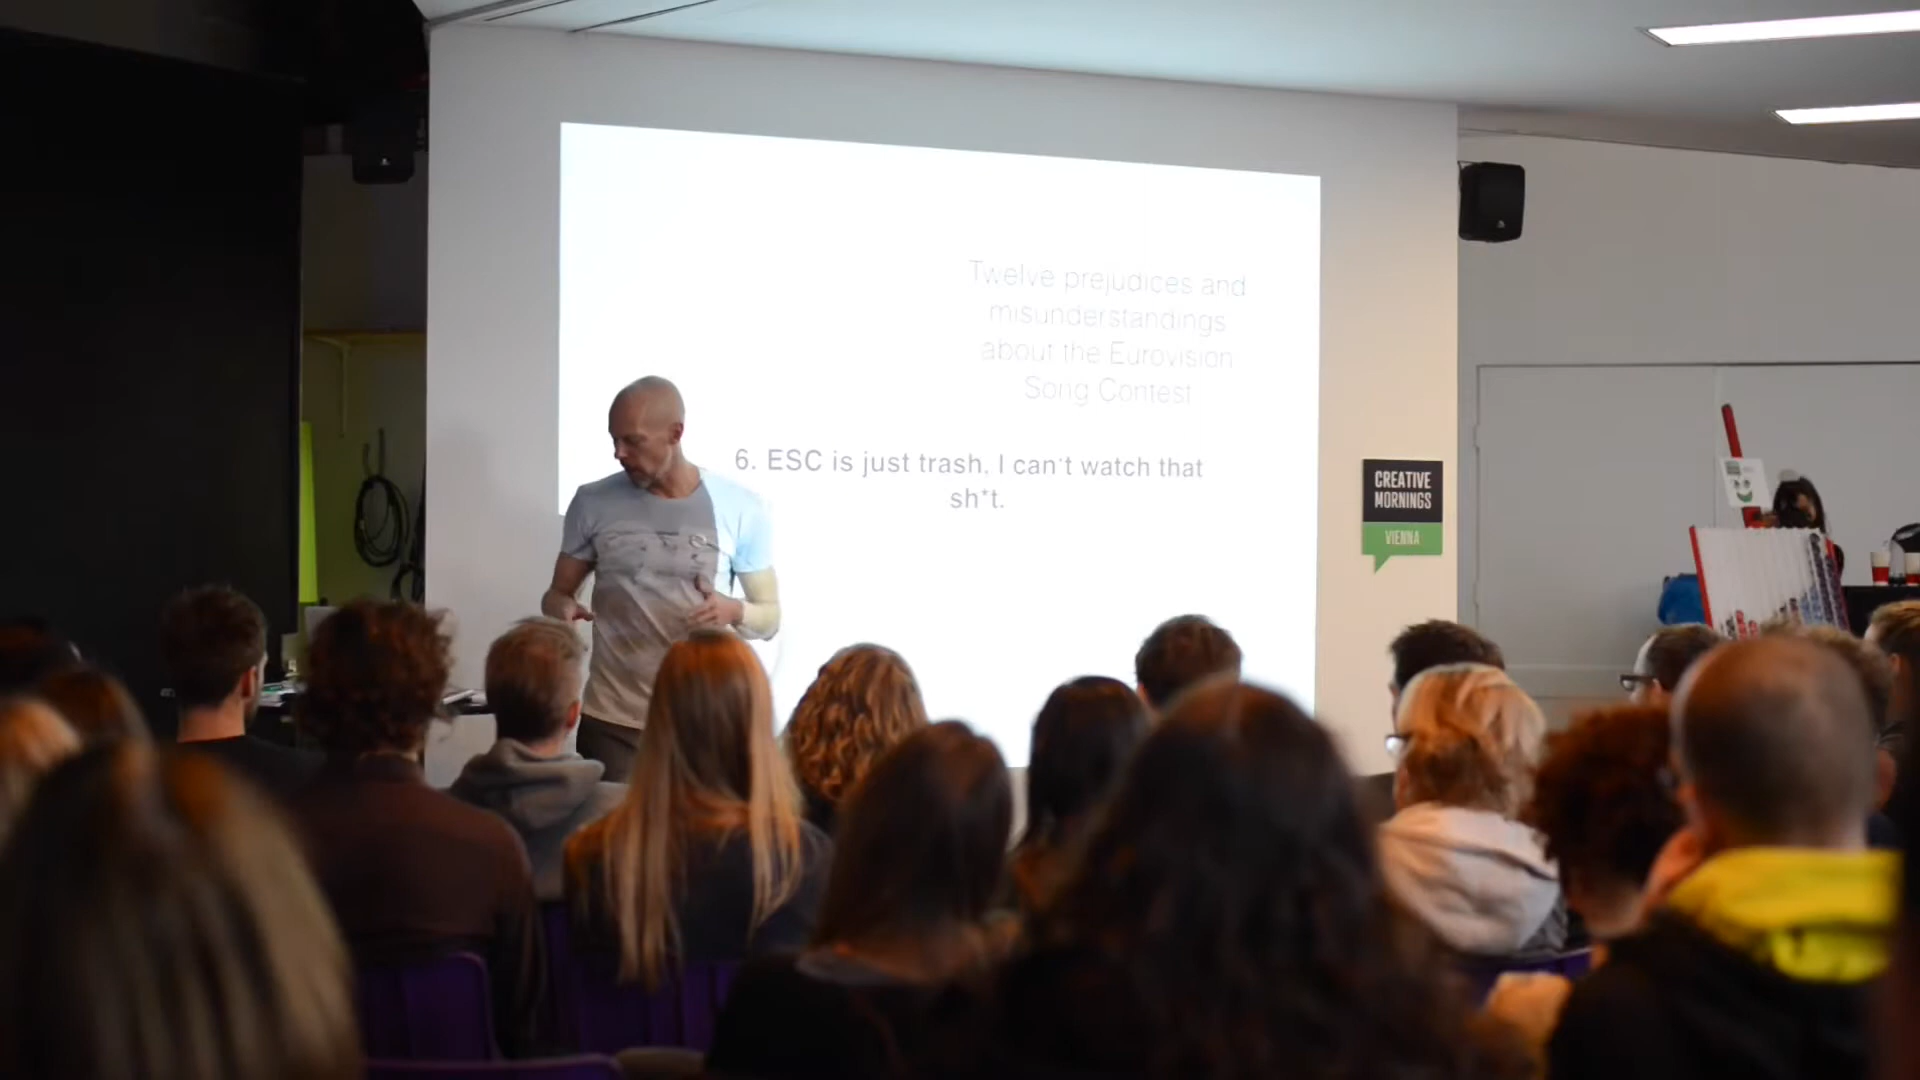 Twelve prejudices and
misunderstandings
about the Eurovision
Song Contest
6. ESC is just trash. I can't watch that
sh*t.
CREATIVE
MORNINGS
VIENNA